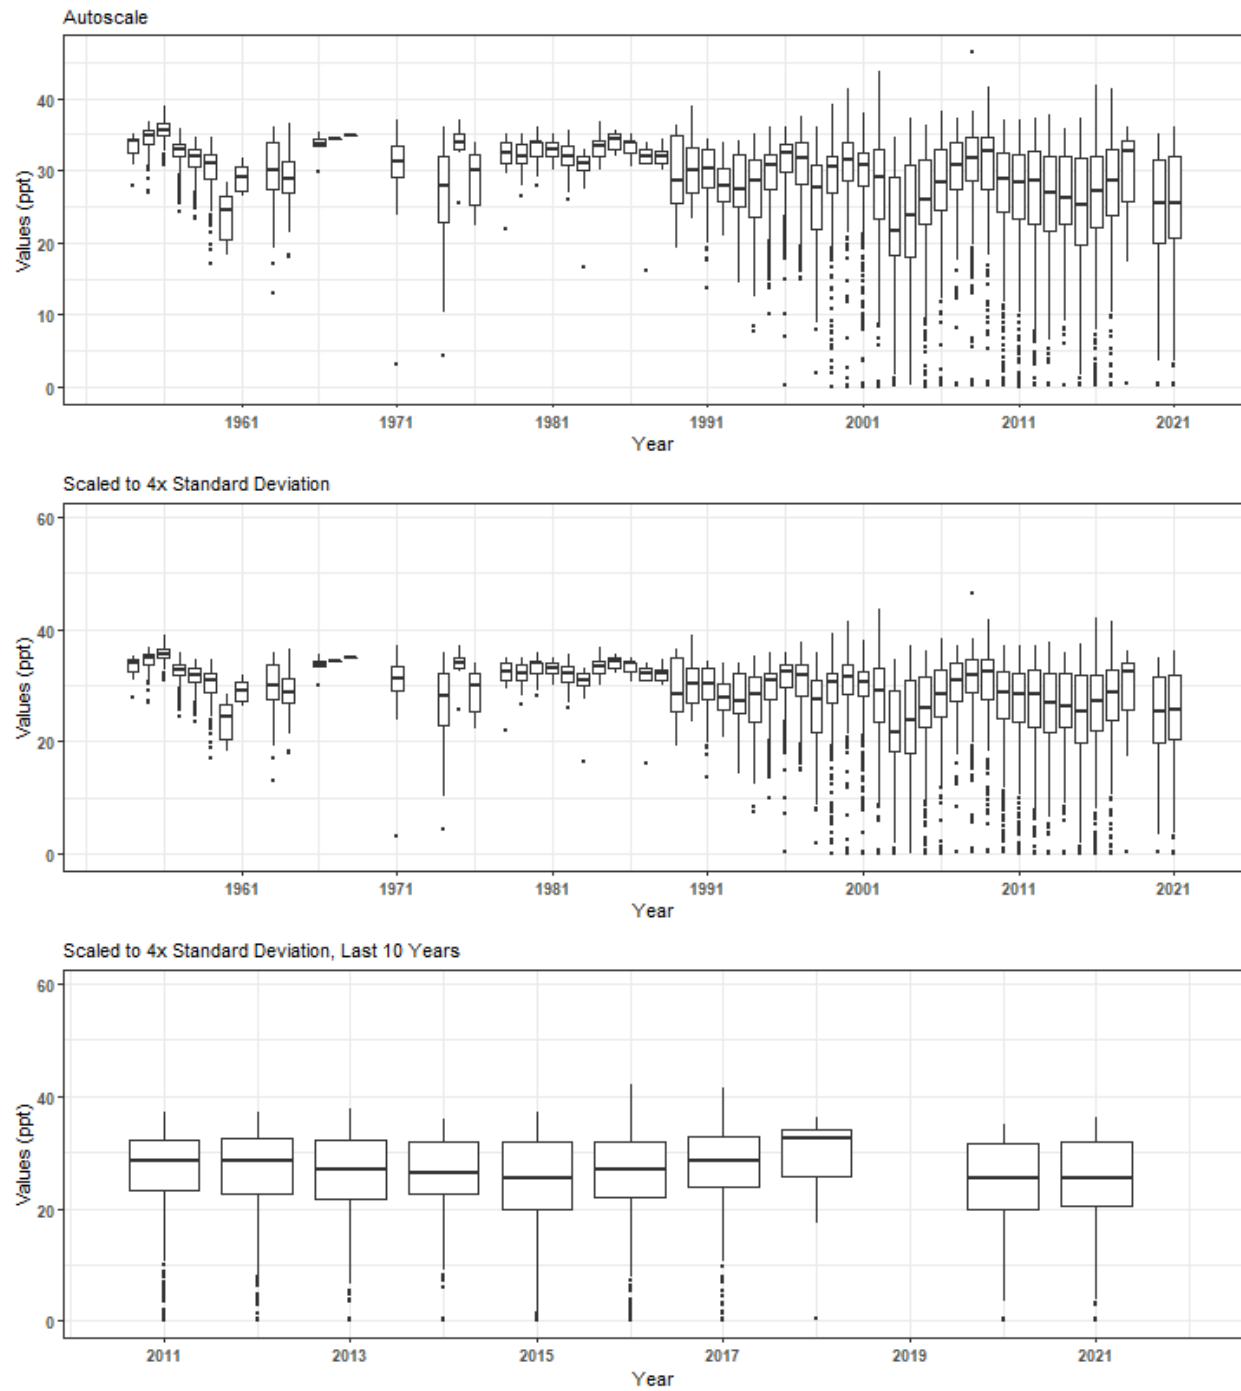 Autoscale
Values (ppt)
40
30
20
10
0
1961 1971 1981 1991 2001 2011 2021
Year
Scaled to 4x Standard Deviation
Values (ppt)
60
40
20
0
1961 1971 1981 1991 2001 2011 2021
Year
Scaled to 4x Standard Deviation, Last 10 Years
Values (ppt)
60
40
20
0
2011 2013 2015 2017 2019 2021
Year